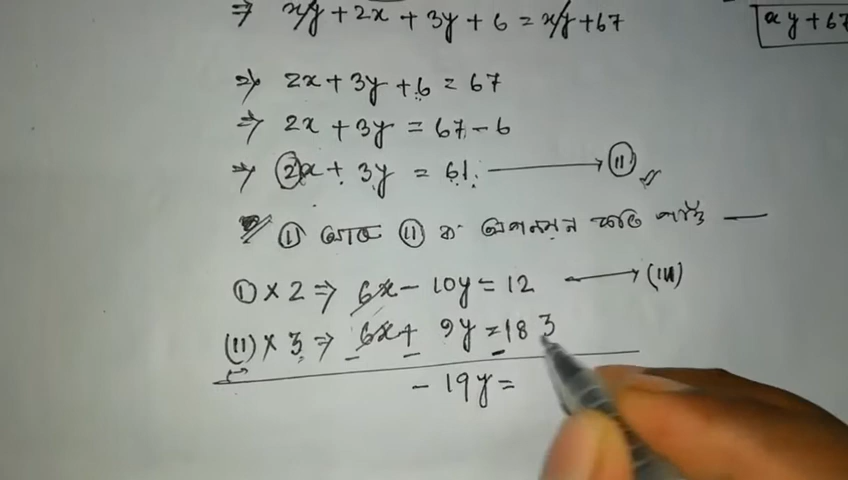 ⇒ xy + 2x + 3y + 6 = xy + 67
xy + 67
⇒ 2x + 3y + 6 = 67
⇒ 2x + 3y = 67 - 6
⇒ 2x + 3y = 61. → (II)
(I) আৰু (II) ক অপনয়ন কৰি পাওঁ —
(I) × 2 ⇒ 6x - 10y = 12 → (III)
(II) × 3 ⇒ 6x + 9y = 183
- - -
- 19y =